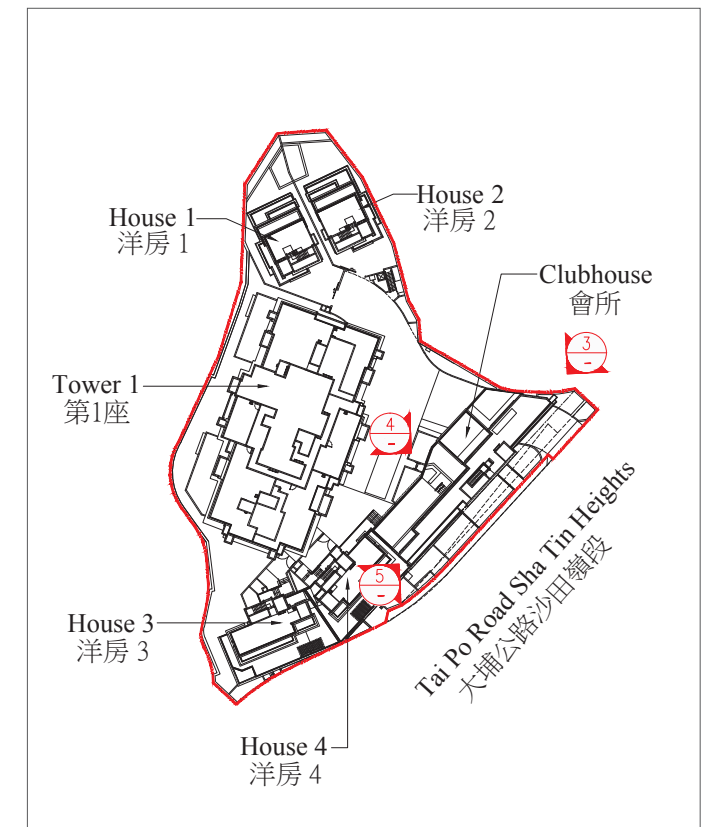 House 2
洋房 2
House 1
洋房 1
Clubhouse
會所
3
-
Tower 1
第1座
4
-
Tai Po Road Sha Tin Heights
大埔公路沙田嶺段
5
-
House 3
洋房 3
House 4
洋房 4